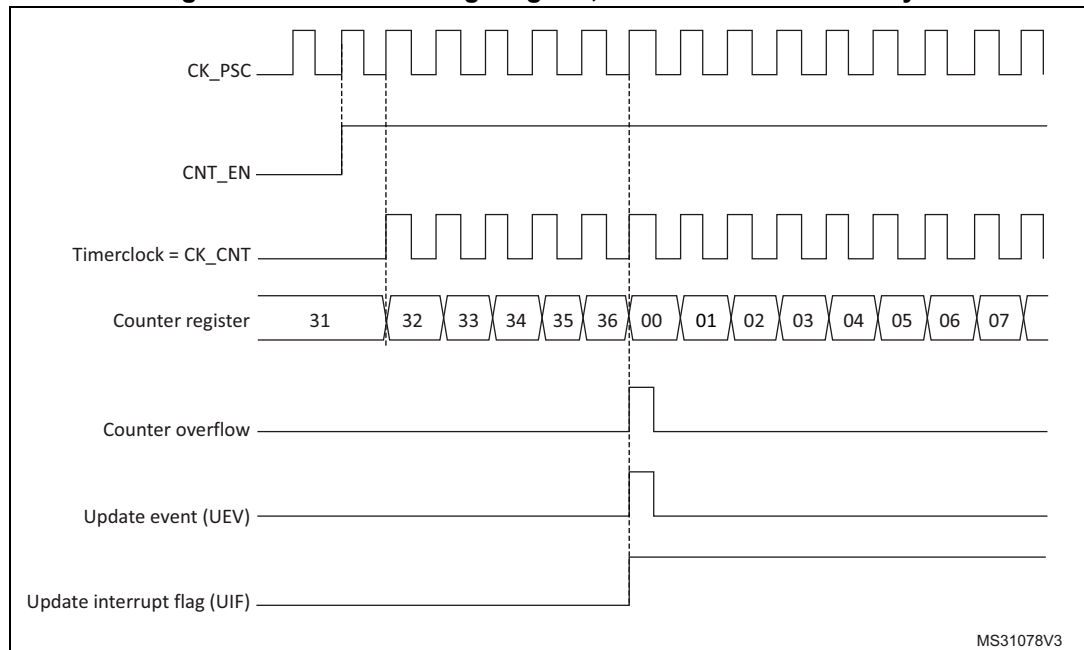 CK_PSC
CNT_EN
Timerclock = CK_CNT
Counter register 31 32 33 34 35 36 00 01 02 03 04 05 06 07
Counter overflow
Update event (UEV)
Update interrupt flag (UIF)
MS31078V3